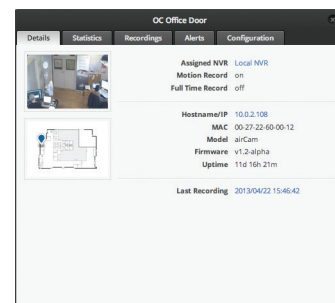 OC Office Door
Details Statistics Recordings Alerts Configuration
Assigned NVR Local NVR
Motion Record on
Full Time Record off
Hostname/IP 10.0.2.108
MAC 00-27-22-60-00-12
Model airCam
Firmware v1.2-alpha
Uptime 11d 16h 21m
Last Recording 2013/04/22 15:46:42